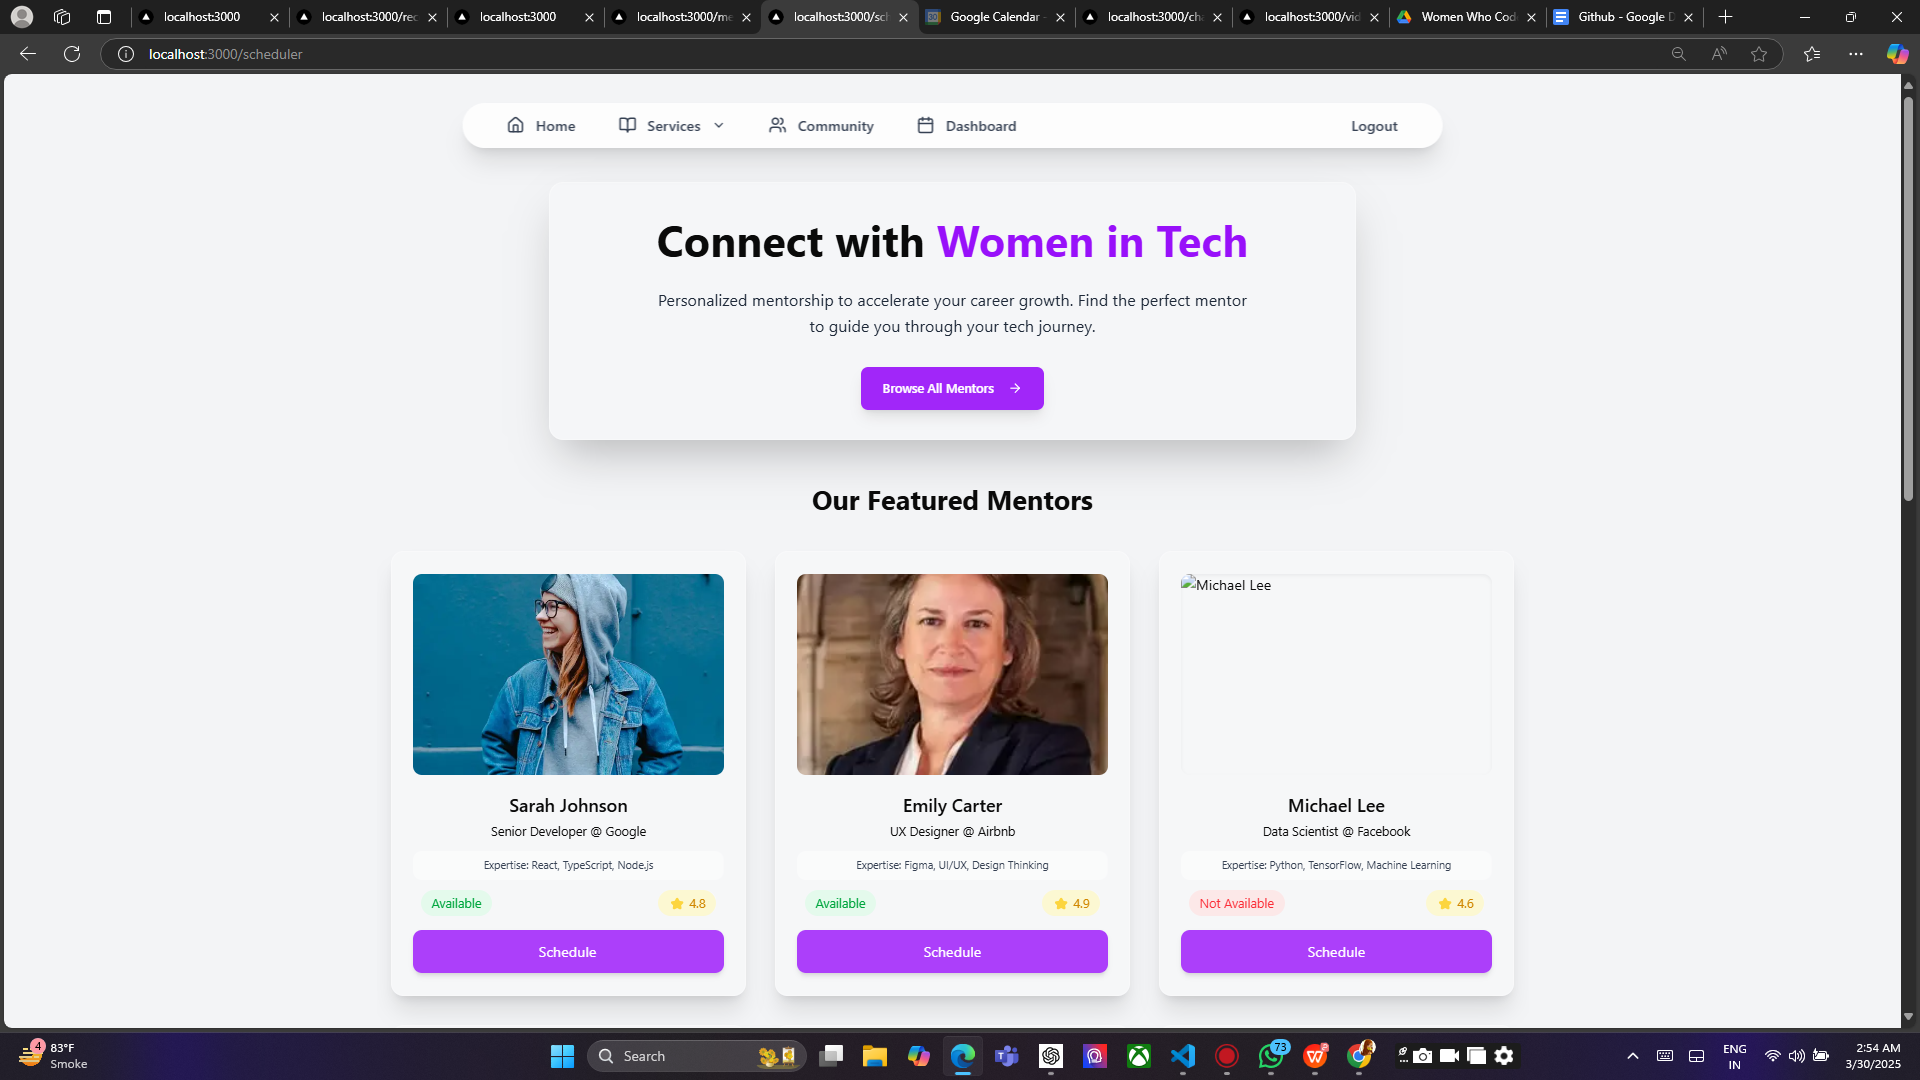 localhost:3000
localhost:3000/rec
localhost:3000
localhost:3000/me
localhost:3000/sch
Google Calendar -
localhost:3000/cha
localhost:3000/vid
Women Who Cod
Github - Google D
localhost:3000/scheduler
Home
Services
Community
Dashboard
Logout
Connect with Women in Tech
Personalized mentorship to accelerate your career growth. Find the perfect mentor
to guide you through your tech journey.
Browse All Mentors
Our Featured Mentors
Michael Lee
Sarah Johnson
Senior Developer @ Google
Expertise: React, TypeScript, Node.js
Available
4.8
Schedule
Emily Carter
UX Designer @ Airbnb
Expertise: Figma, UI/UX, Design Thinking
Available
4.9
Schedule
Michael Lee
Data Scientist @ Facebook
Expertise: Python, TensorFlow, Machine Learning
Not Available
4.6
Schedule
4
83°F
Smoke
Search
73
ENG
IN
2:54 AM
3/30/2025